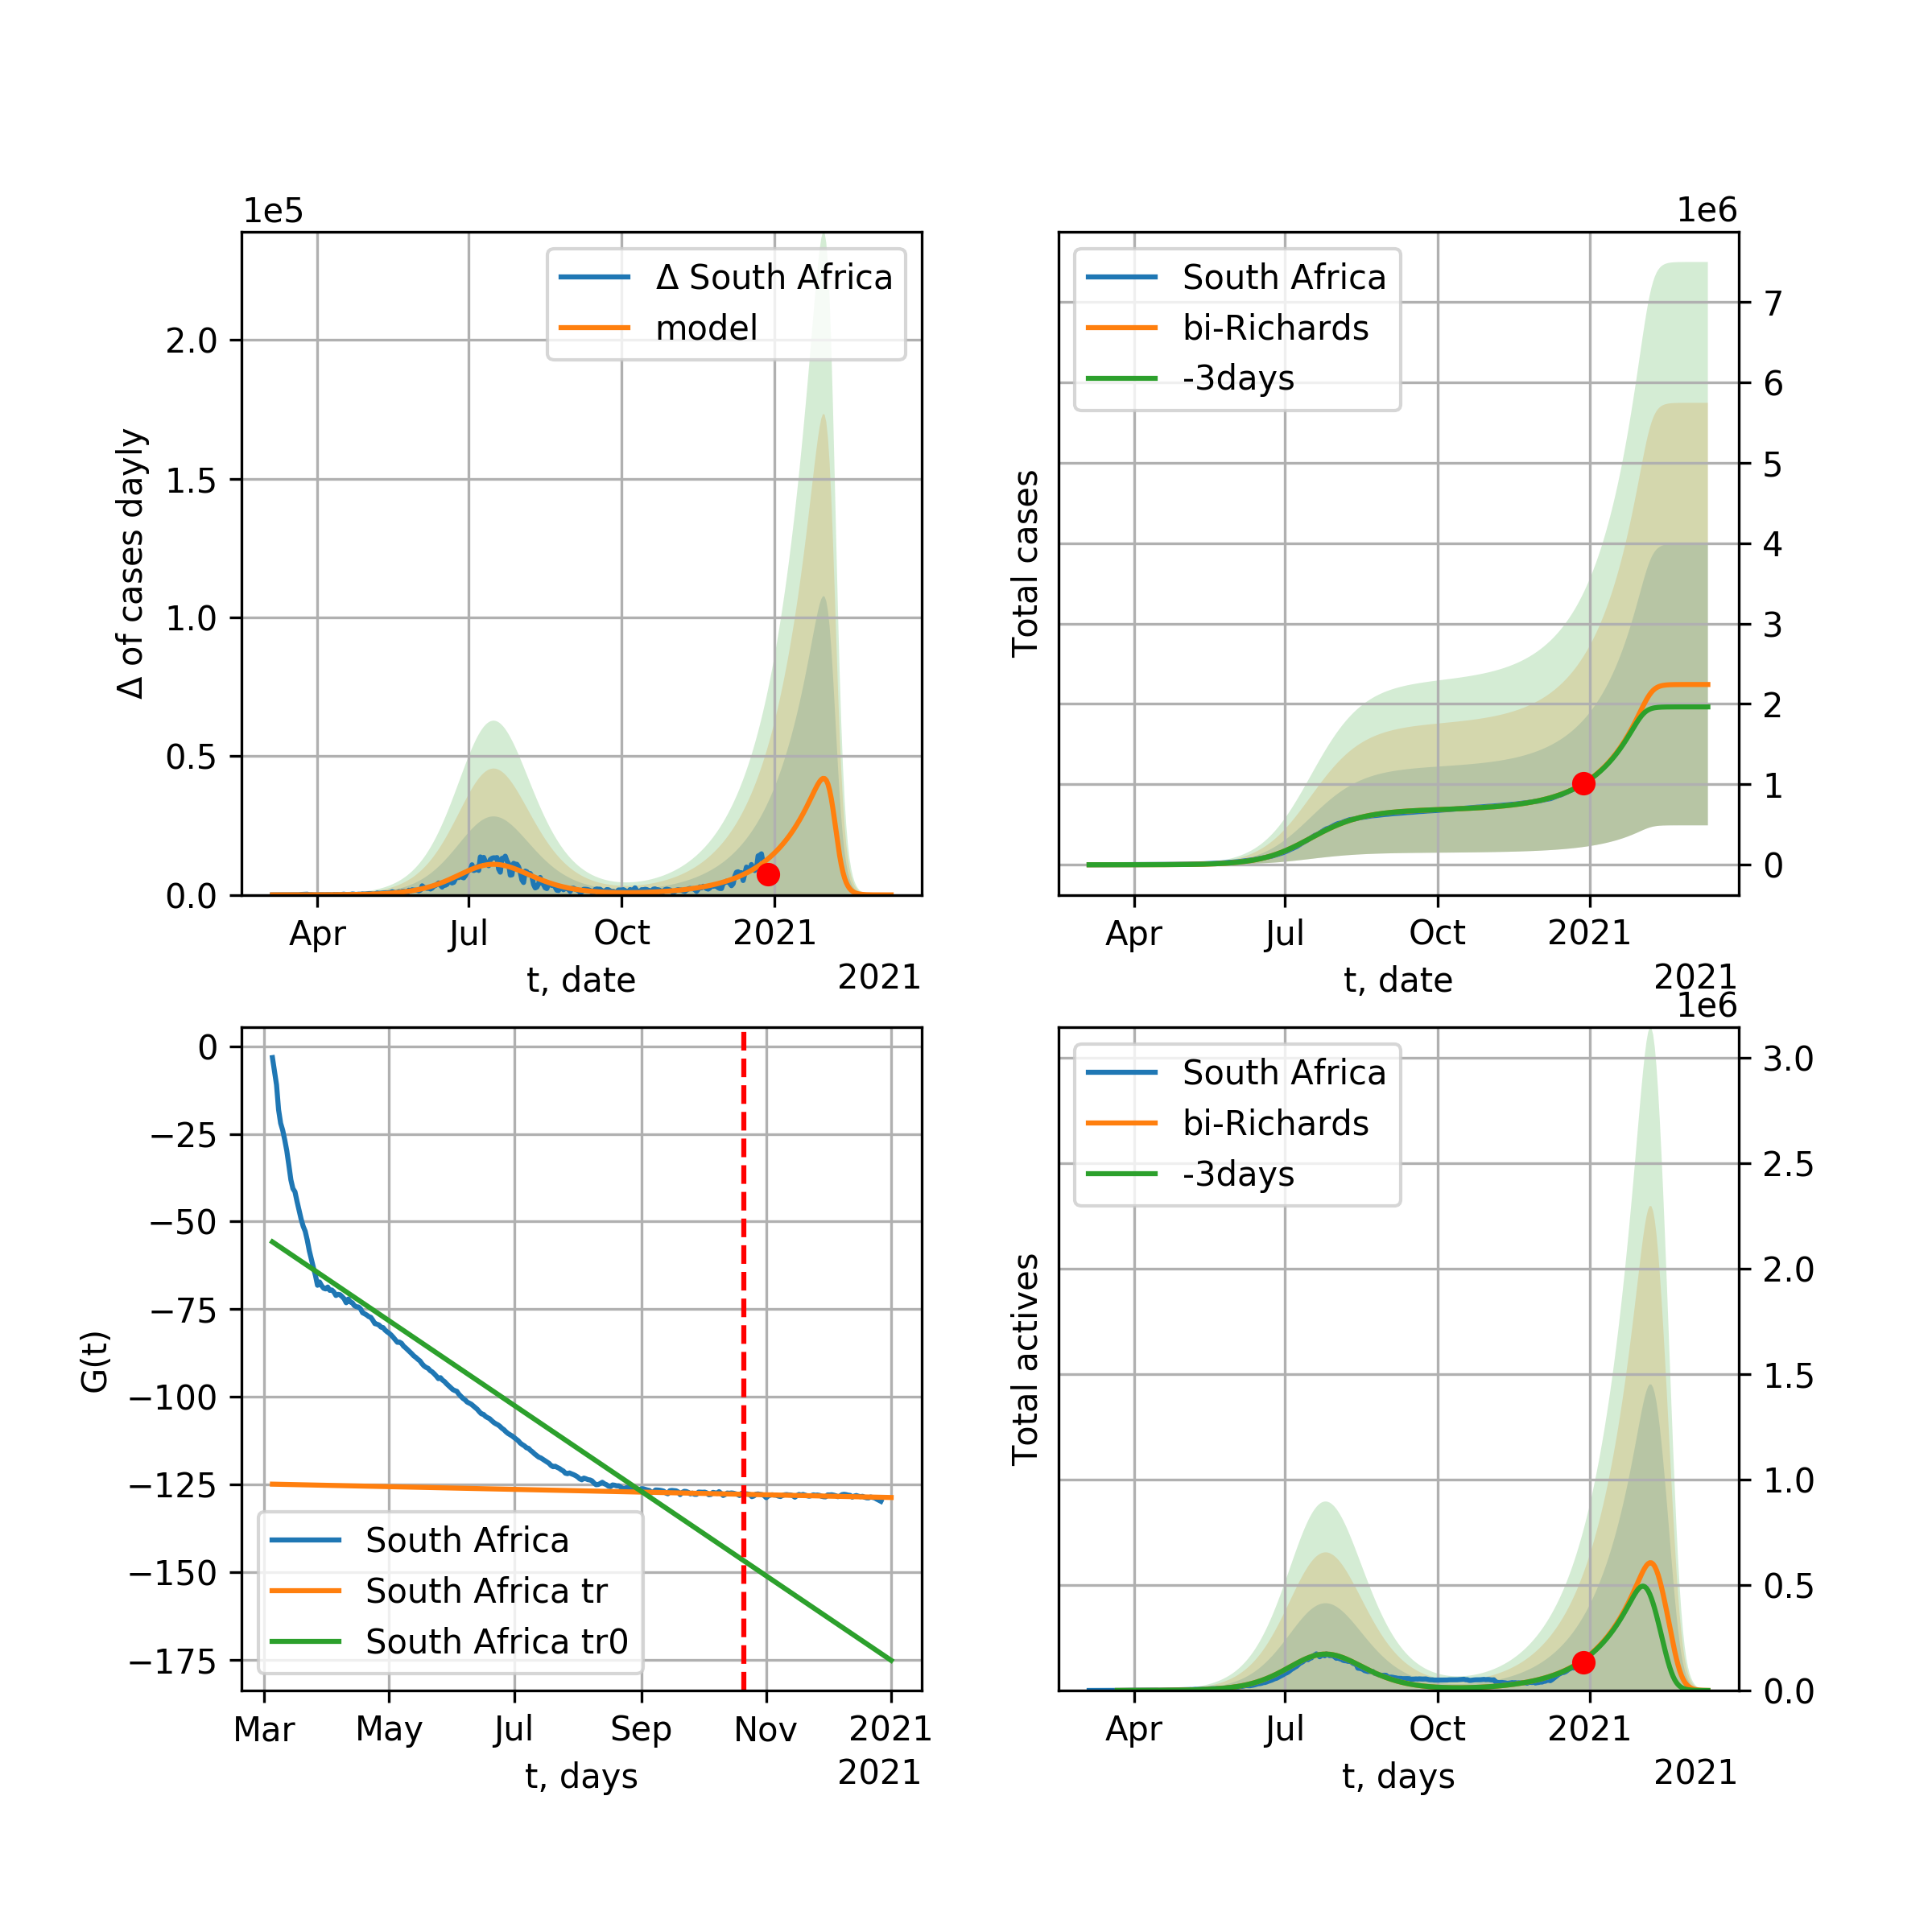 1e5
Δ of cases dayly
2.0
1.5
1.0
0.5
0.0
Δ South Africa
model
Apr Jul Oct 2021
t, date
2021
1e6
Total cases
South Africa
bi-Richards
-3days
7
6
5
4
3
2
1
0
Apr Jul Oct 2021
t, date
2021
G(t)
0
−25
−50
−75
−100
−125
−150
−175
South Africa
South Africa tr
South Africa tr0
Mar May Jul Sep Nov 2021
t, days
2021
1e6
Total actives
South Africa
bi-Richards
-3days
3.0
2.5
2.0
1.5
1.0
0.5
0.0
Apr Jul Oct 2021
t, days
2021